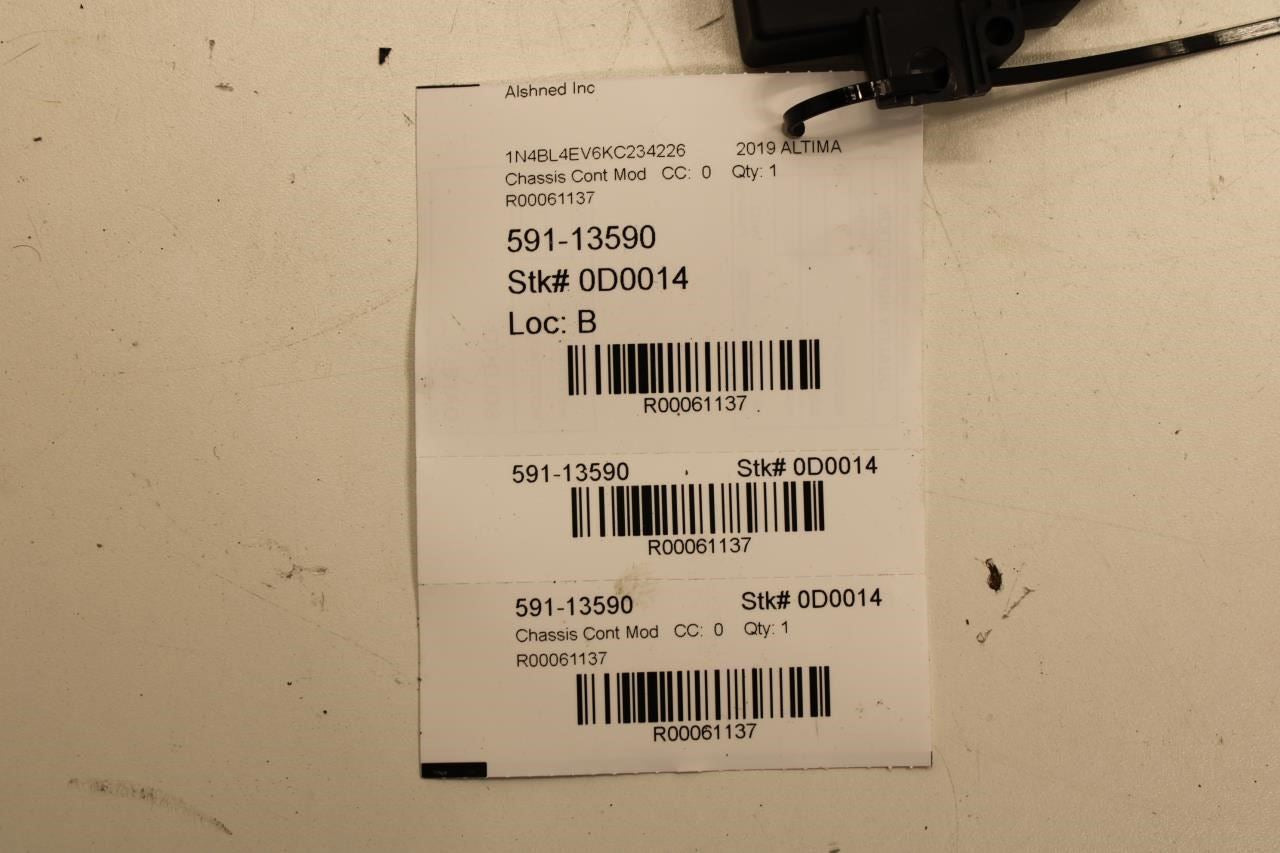 Alshned Inc
1N4BL4EV6KC234226 2019 ALTIMA
Chassis Cont Mod CC: 0 Qty: 1
R00061137
591-13590
Stk# 0D0014
Loc: B
R00061137
591-13590 Stk# 0D0014
R00061137
591-13590 Stk# 0D0014
Chassis Cont Mod CC: 0 Qty: 1
R00061137
R00061137